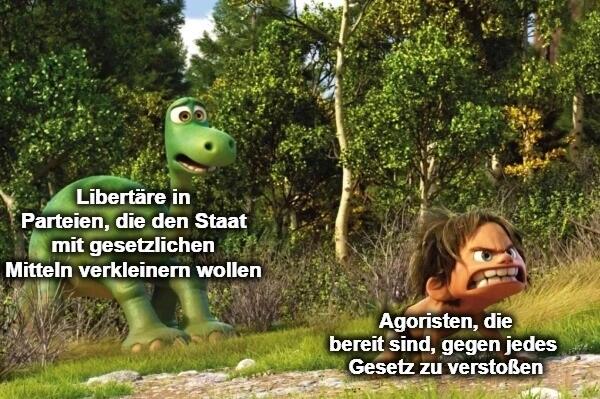 Libertäre in
Parteien, die den Staat
mit gesetzlichen
Mitteln verkleinern wollen
Agoristen, die
bereit sind, gegen jedes
Gesetz zu verstoßen